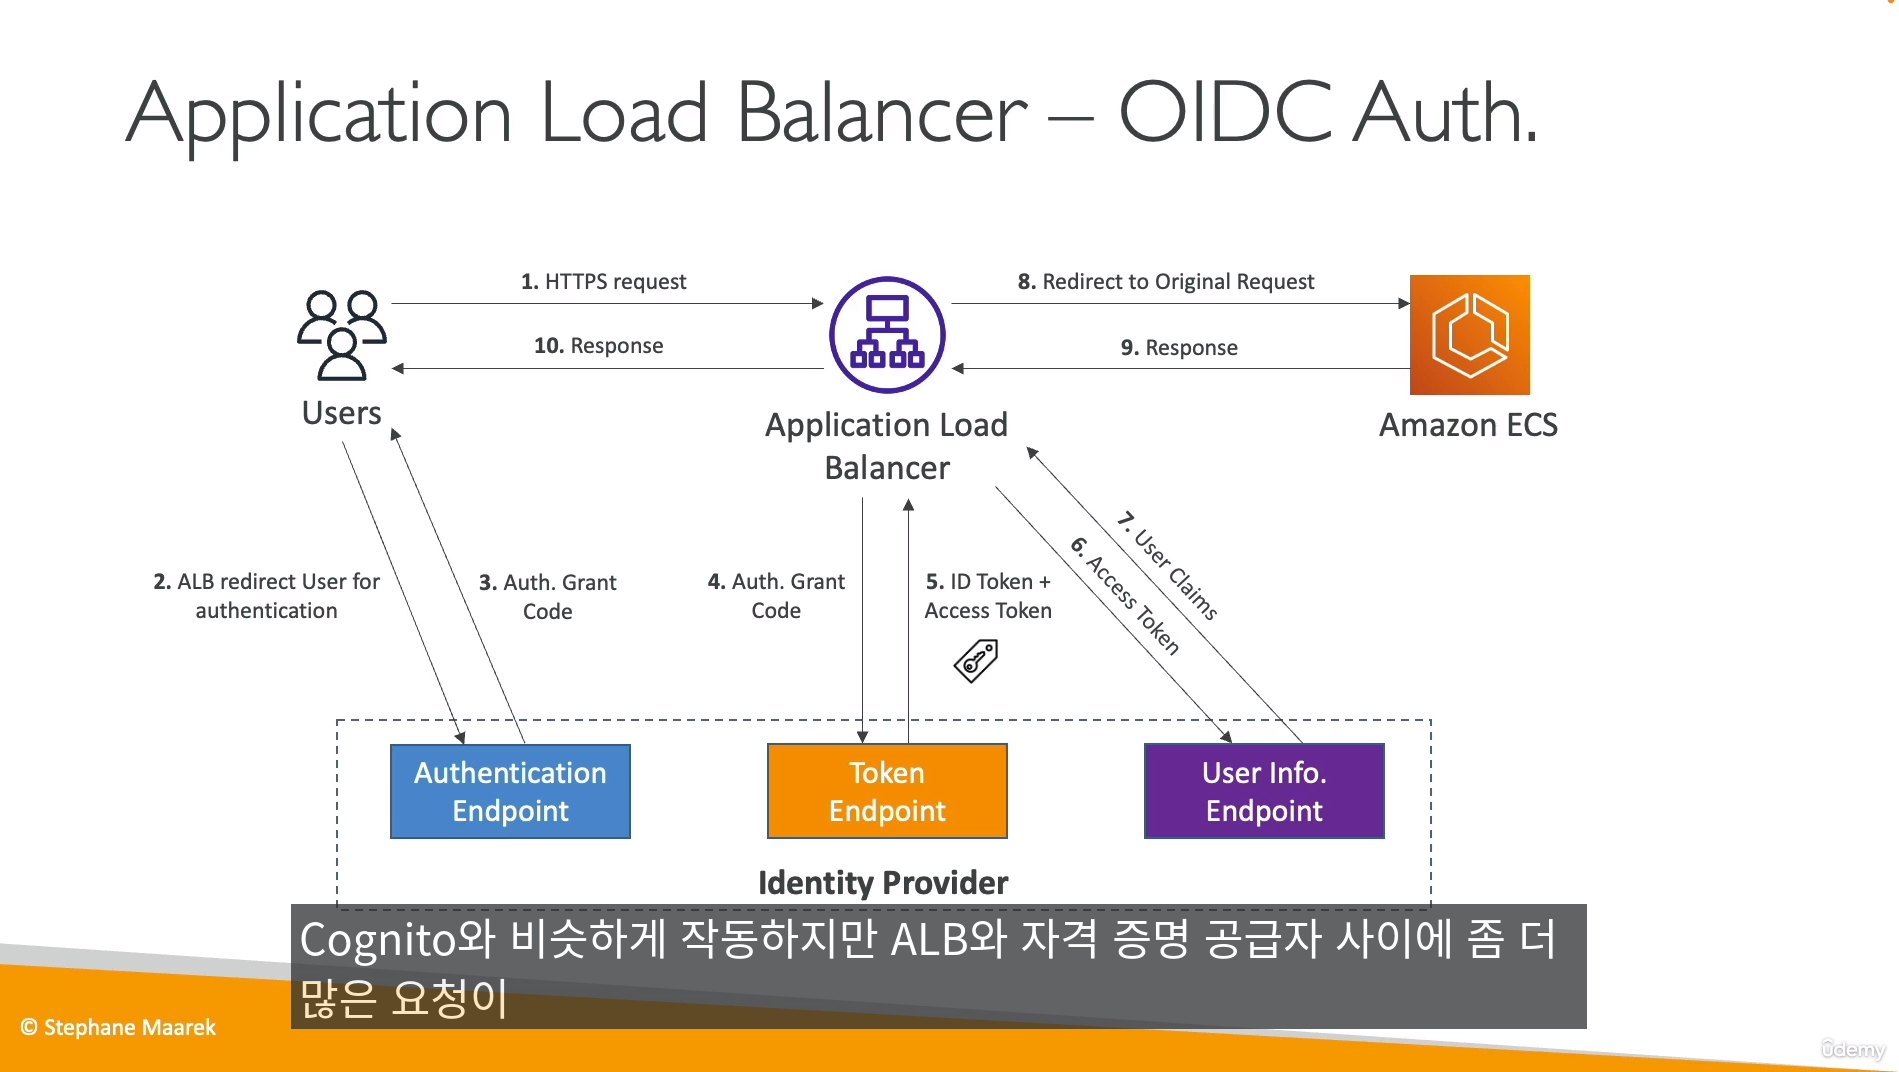 Application Load Balancer – OIDC Auth.
1. HTTPS request
8. Redirect to Original Request
10. Response
9. Response
Users
Application Load
Balancer
Amazon ECS
2. ALB redirect User for
authentication
3. Auth. Grant
Code
4. Auth. Grant
Code
5. ID Token +
Access Token
6. Access Token
7. User Claims
Authentication
Endpoint
Token
Endpoint
User Info.
Endpoint
Identity Provider
Cognito와 비슷하게 작동하지만 ALB와 자격 증명 공급자 사이에 좀 더
많은 요청이
© Stephane Maarek
ûdemy